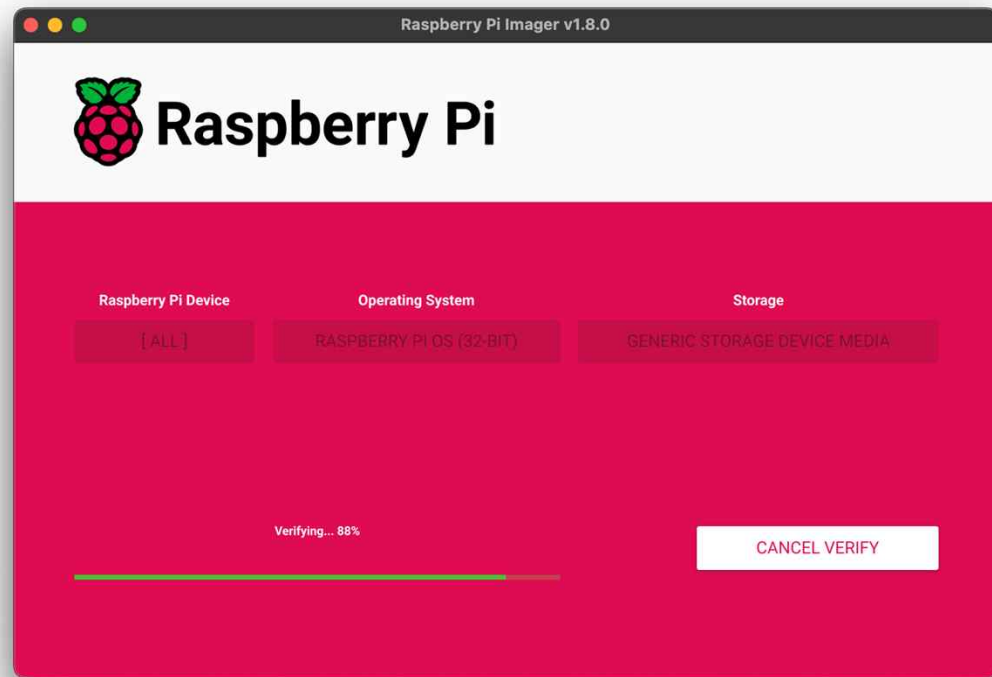 Raspberry Pi Imager v1.8.0
Raspberry Pi
Raspberry Pi Device
Operating System
Storage
[ ALL ]
RASPBERRY PI OS (32-BIT)
GENERIC STORAGE DEVICE MEDIA
Verifying... 88%
CANCEL VERIFY